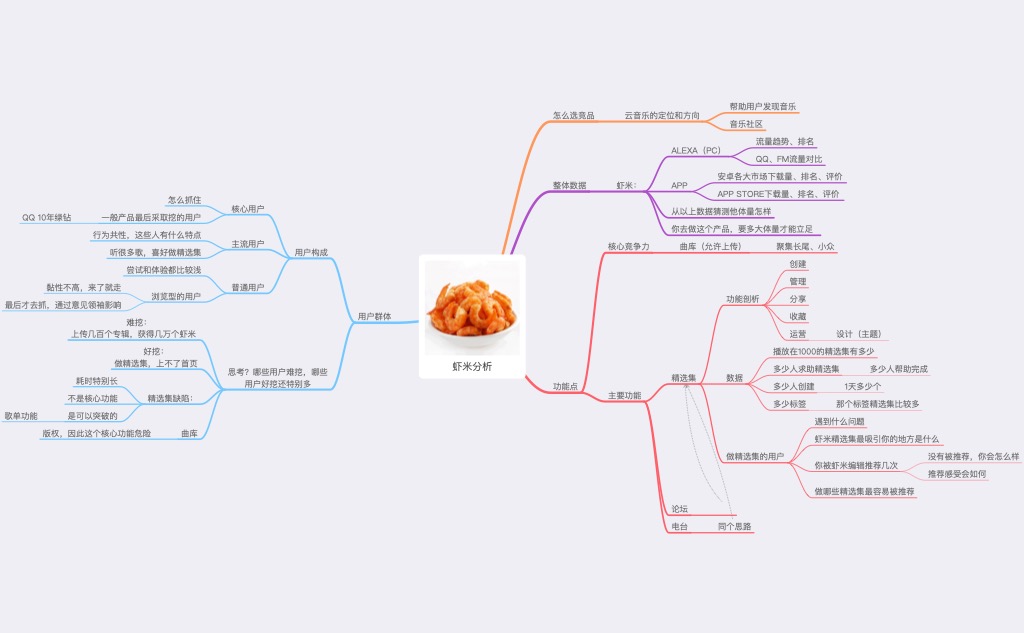 虾米分析
怎么选竞品
云音乐的定位和方向
帮助用户发现音乐
音乐社区
整体数据
虾米：
ALEXA（PC）
流量趋势、排名
QQ、FM流量对比
APP
安卓各大市场下载量、排名、评价
APP STORE下载量、排名、评价
从以上数据猜测他体量怎样
你去做这个产品，要多大体量才能立足
功能点
核心竞争力
曲库（允许上传）
聚集长尾、小众
主要功能
精选集
功能剖析
创建
管理
分享
收藏
运营
设计（主题）
数据
播放在1000的精选集有多少
多少人求助精选集
多少人帮助完成
多少人创建
1天多少个
多少标签
那个标签精选集比较多
做精选集的用户
遇到什么问题
虾米精选集最吸引你的地方是什么
你被虾米编辑推荐几次
没有被推荐，你会怎么样
推荐感受会如何
做哪些精选集最容易被推荐
论坛
电台
同个思路
用户群体
用户构成
核心用户
怎么抓住
一般产品最后采取挖的用户
QQ 10年绿钻
主流用户
行为共性，这些人有什么特点
听很多歌，喜好做精选集
普通用户
尝试和体验都比较浅
浏览型的用户
黏性不高，来了就走
最后才去抓，通过意见领袖影响
思考？哪些用户难挖，哪些
用户好挖还特别多
难挖：
上传几百个专辑，获得几万个虾米
好挖：
做精选集，上不了首页
精选集缺陷：
耗时特别长
不是核心功能
是可以突破的
歌单功能
曲库
版权，因此这个核心功能危险